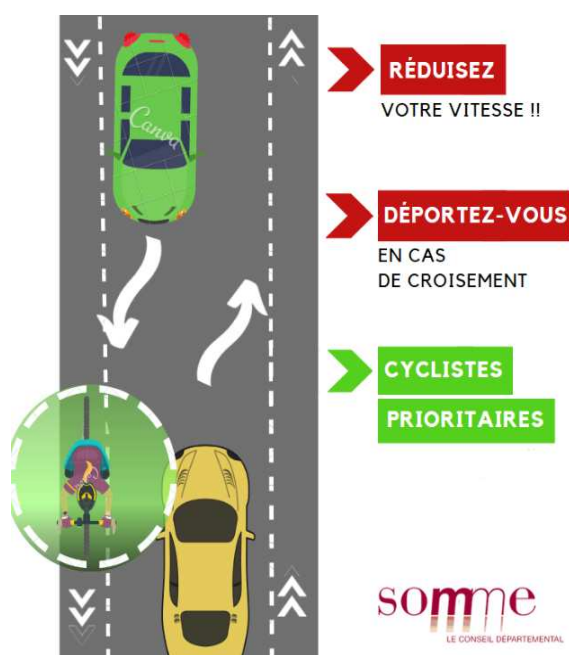 RÉDUISEZ
VOTRE VITESSE !!
DÉPORTEZ-VOUS
EN CAS
DE CROISEMENT
CYCLISTES
PRIORITAIRES
Canva
somme
LE CONSEIL DÉPARTEMENTAL